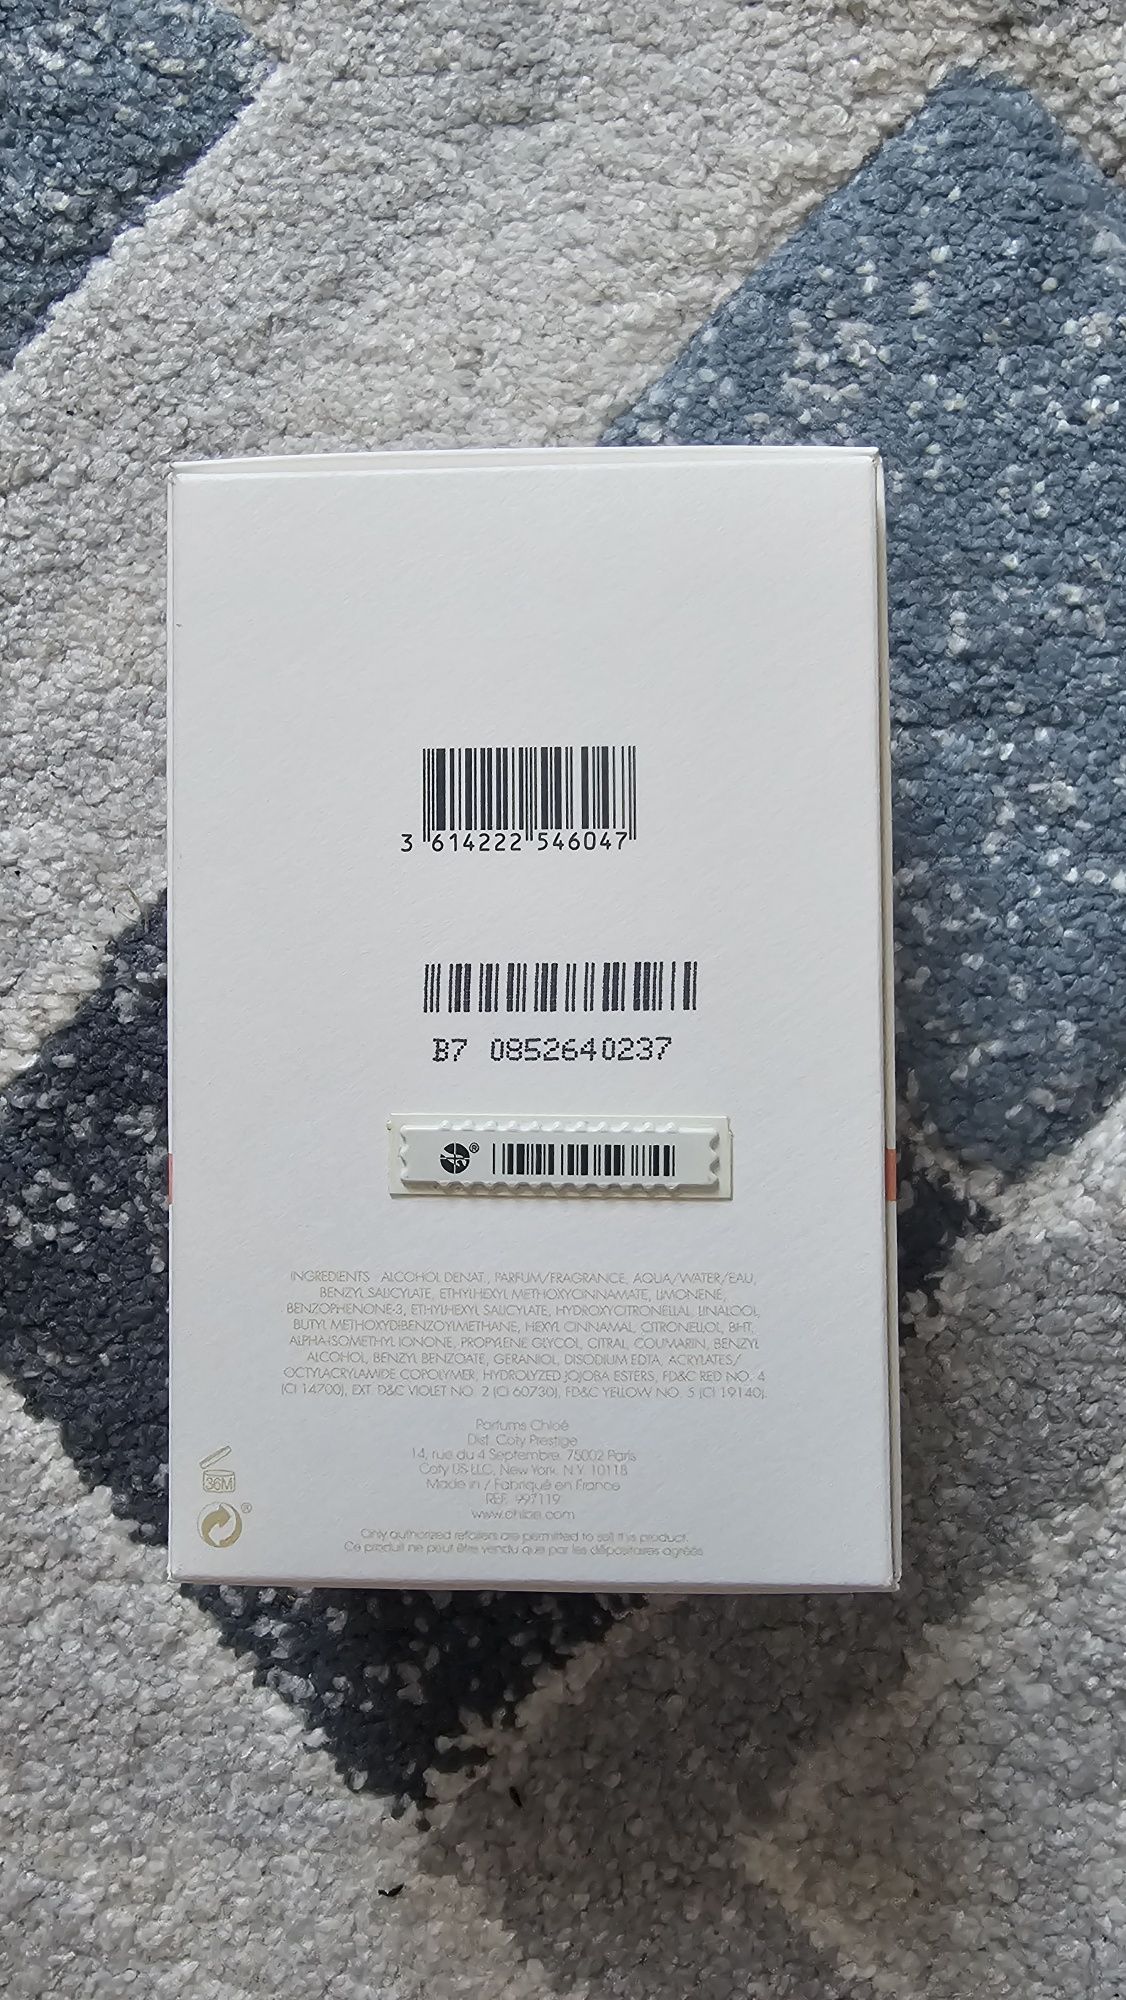 3 614222 546047
B7 0852640237
®
INGREDIENTS ALCOHOL DENAT., PARFUM/FRAGRANCE, AQUA/WATER/EAU,
BENZYL SALICYLATE, ETHYLHEXYL METHOXYCINNAMATE, LIMONENE,
BENZOPHENONE-3, ETHYLHEXYL SALICYLATE, HYDROXYCITRONELLAL, LINALOOL,
BUTYL METHOXYDIBENZOYLMETHANE, HEXYL CINNAMAL, CITRONELLOL, BHT,
ALPHA-ISOMETHYL IONONE, PROPYLENE GLYCOL, CITRAL, COUMARIN, BENZYL
ALCOHOL, BENZYL BENZOATE, GERANIOL, DISODIUM EDTA, ACRYLATES/
OCTYLACRYLAMIDE COPOLYMER, HYDROLYZED JOJOBA ESTERS, FD&C RED NO. 4
(CI 14700), EXT. D&C VIOLET NO. 2 (CI 60730), FD&C YELLOW NO. 5 (CI 19140).
Parfums Chloé
Dist. Coty Prestige
14, rue du 4 Septembre, 75002 Paris
Coty US LLC, New York, N.Y. 10118
Made in / Fabriqué en France
REF. 997119
www.chloe.com
36M
®
Only authorized retailers are permitted to sell this product.
Ce produit ne peut être vendu que par les dépositaires agréés